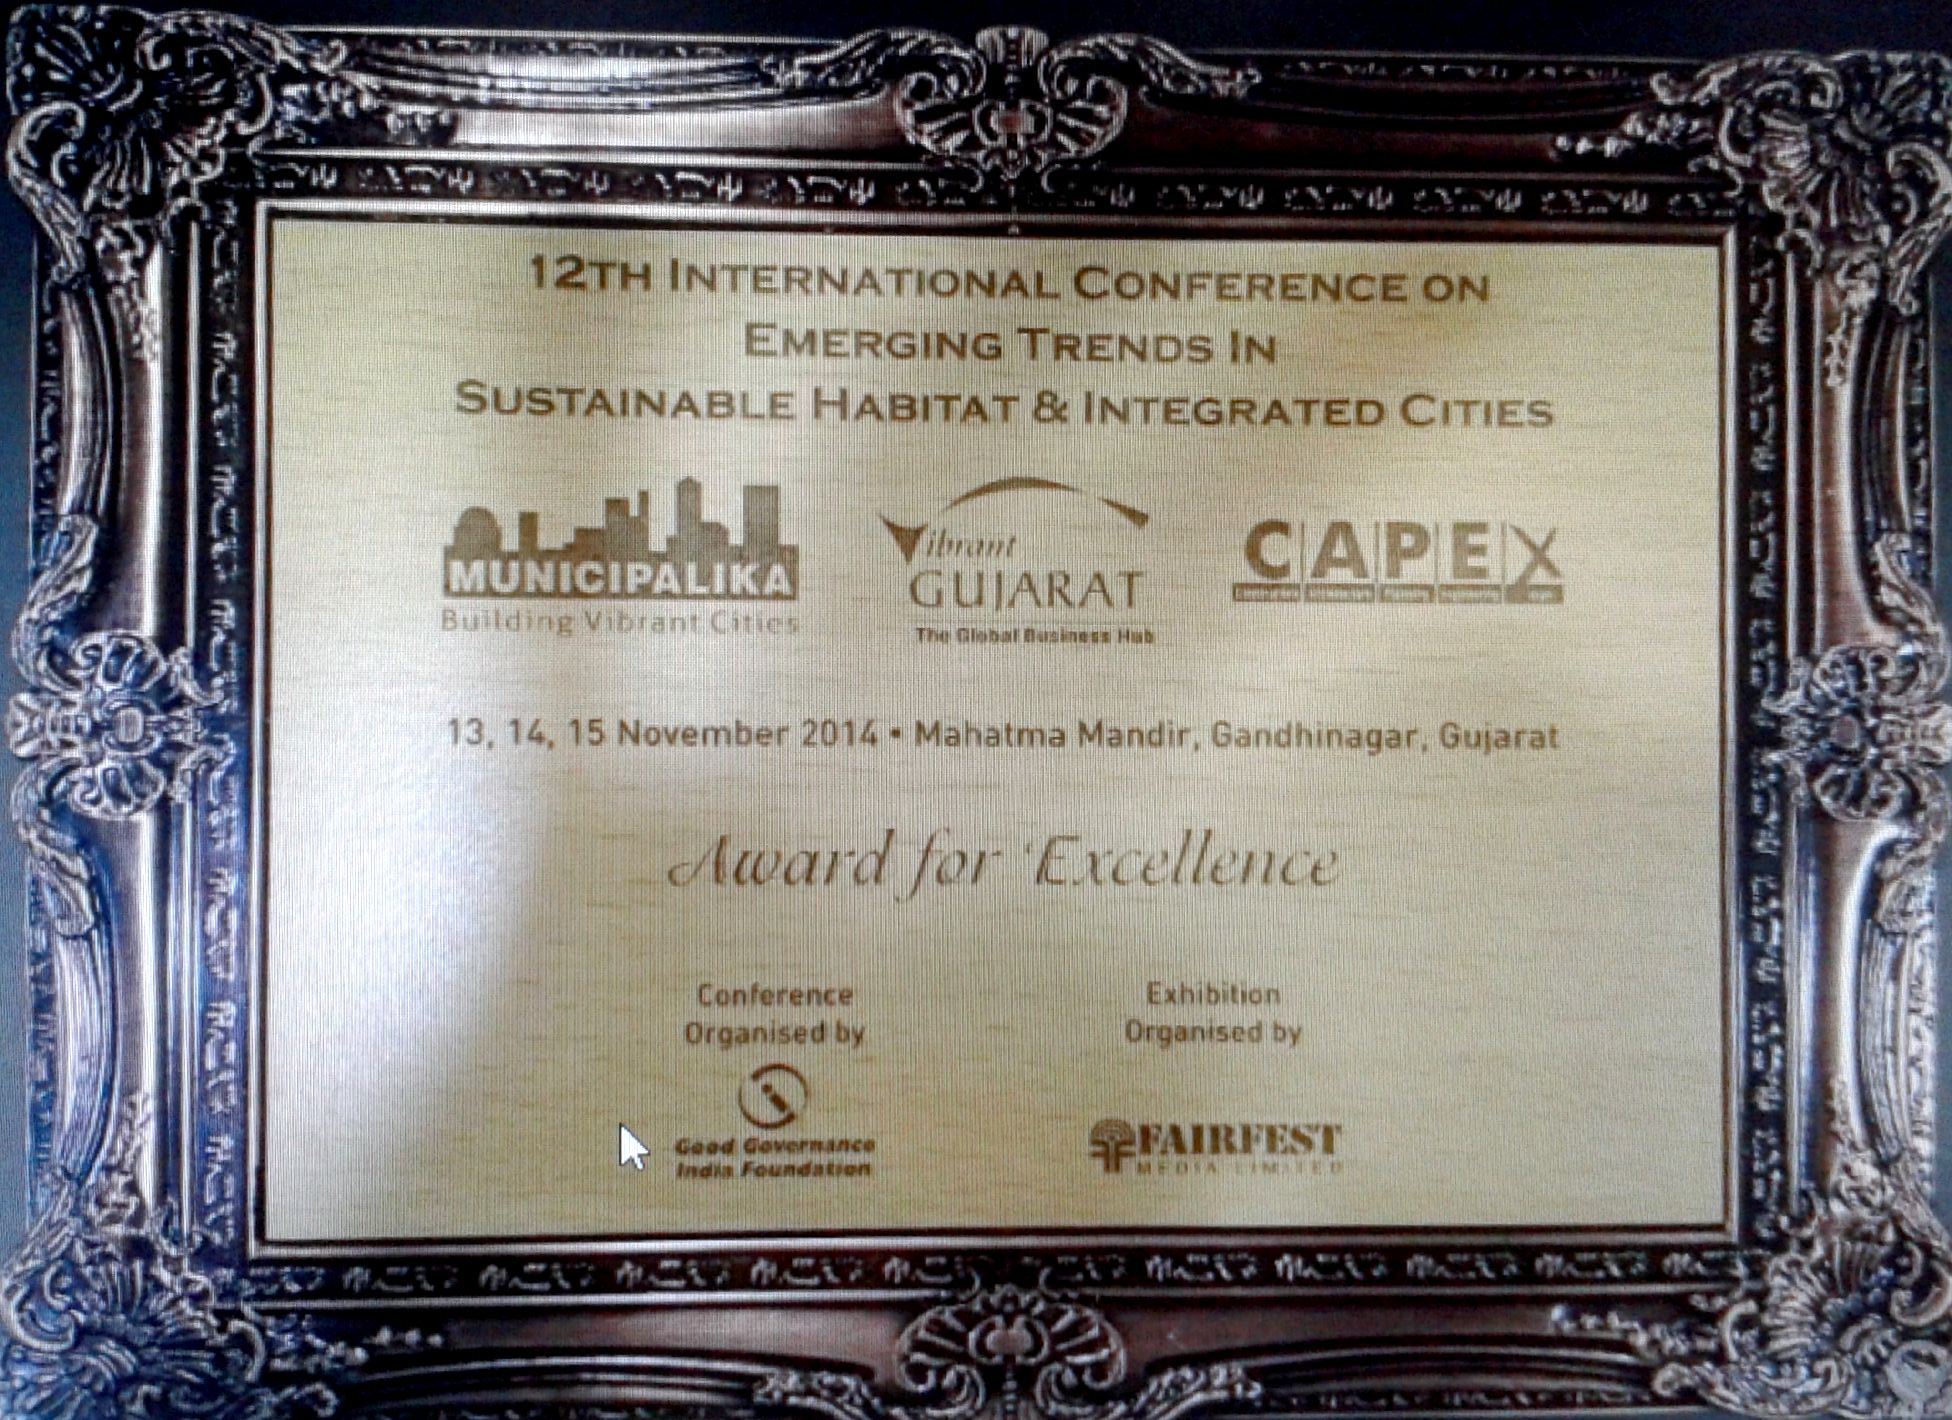 12TH INTERNATIONAL CONFERENCE ON
EMERGING TRENDS IN
SUSTAINABLE HABITAT & INTEGRATED CITIES
MUNICIPALIKA
Building Vibrant Cities
Vibrant
GUJARAT
The Global Business Hub
CAPEX
13, 14, 15 November 2014 • Mahatma Mandir, Gandhinagar, Gujarat
Award for Excellence
Conference
Organised by
Good Governance
India Foundation
Exhibition
Organised by
FAIRFEST
MEDIA LIMITED